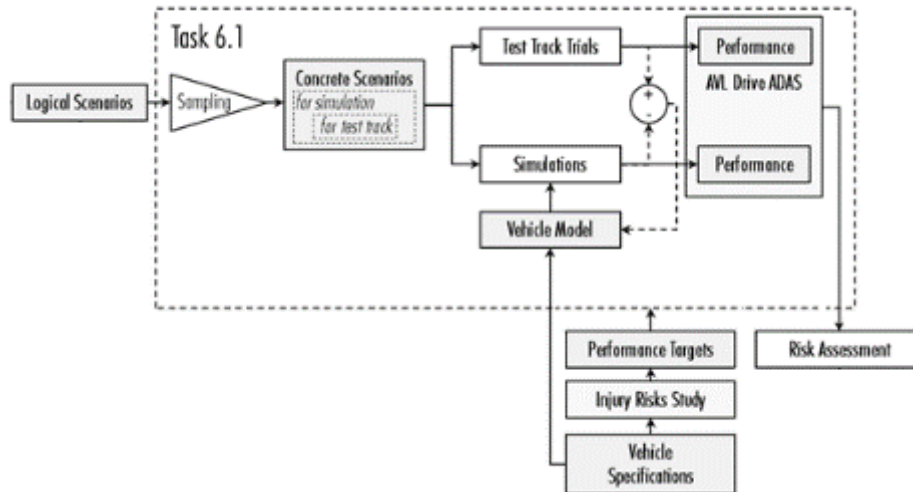 Task 6.1
Logical Scenarios
Sampling
Concrete Scenarios
for simulation
for test track
Test Track Trials
+
-
Simulations
Vehicle Model
Performance
AVL Drive ADAS
Performance
Performance Targets
Injury Risks Study
Vehicle
Specifications
Risk Assessment